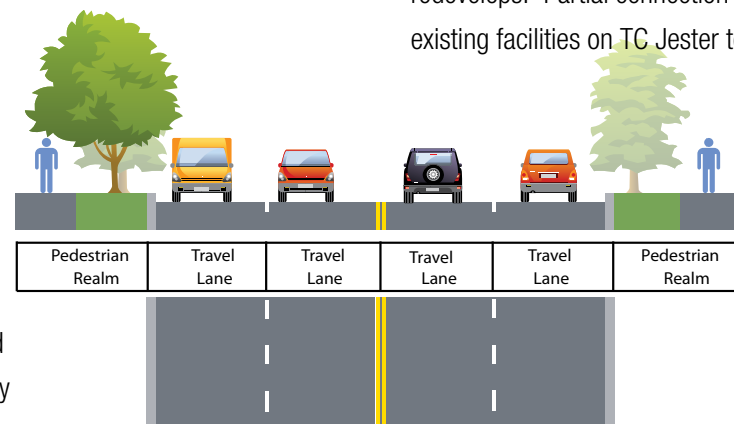 existing facilities on TC Jester
Pedestrian Realm
Travel Lane
Travel Lane
Travel Lane
Travel Lane
Pedestrian Realm